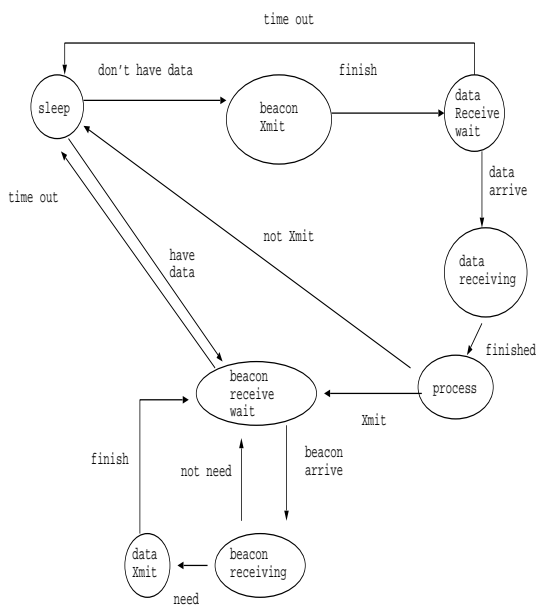 time out
don't have data
finish
sleep
beacon
Xmit
data
Receive
wait
data
arrive
time out
not Xmit
have
data
data
receiving
finished
beacon
receive
wait
process
Xmit
finish
not need
beacon
arrive
data
Xmit
beacon
receiving
need